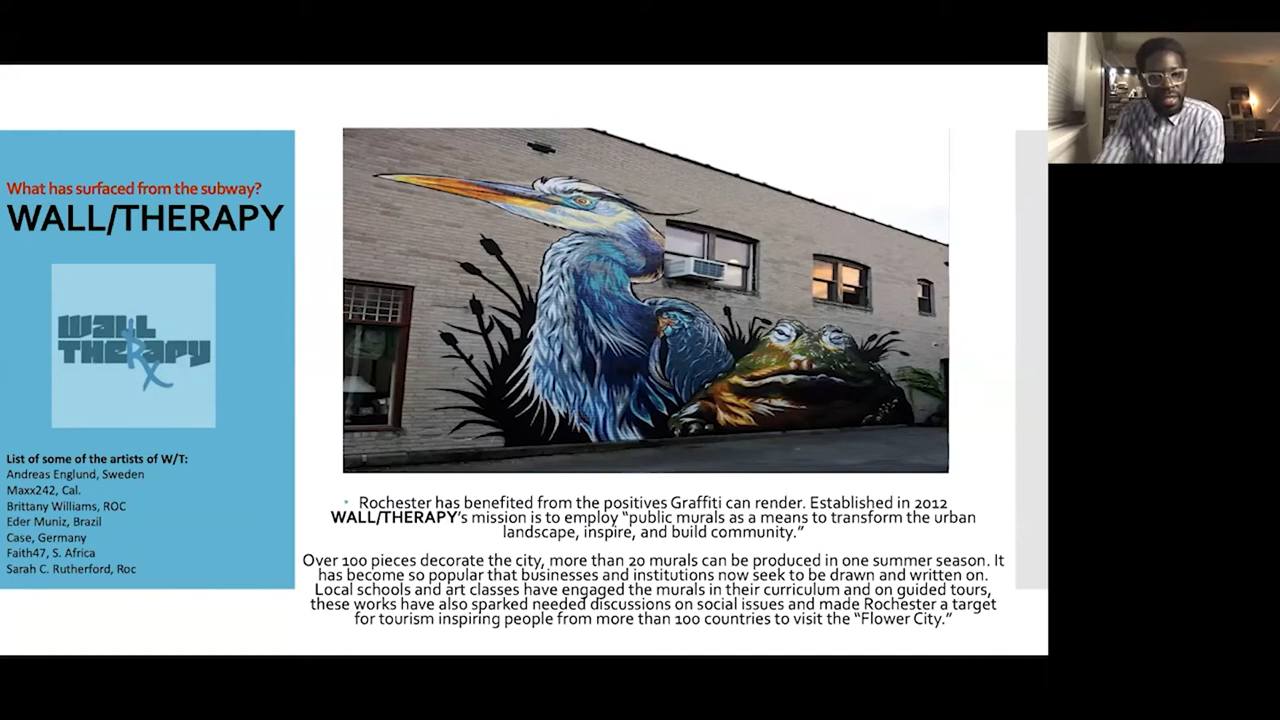 What has surfaced from the subway?
WALL/THERAPY
WALL
THERAPY
List of some of the artists of W/T:
Andreas Englund, Sweden
Maxx242, Cal.
Brittany Williams, ROC
Eder Muniz, Brazil
Case, Germany
Faith47, S. Africa
Sarah C. Rutherford, Roc
• Rochester has benefited from the positives Graffiti can render. Established in 2012
WALL/THERAPY's mission is to employ “public murals as a means to transform the urban
landscape, inspire, and build community.”
Over 100 pieces decorate the city, more than 20 murals can be produced in one summer season. It
has become so popular that businesses and institutions now seek to be drawn and written on.
Local schools and art classes have engaged the murals in their curriculum and on guided tours,
these works have also sparked needed discussions on social issues and made Rochester a target
for tourism inspiring people from more than 100 countries to visit the “Flower City.”